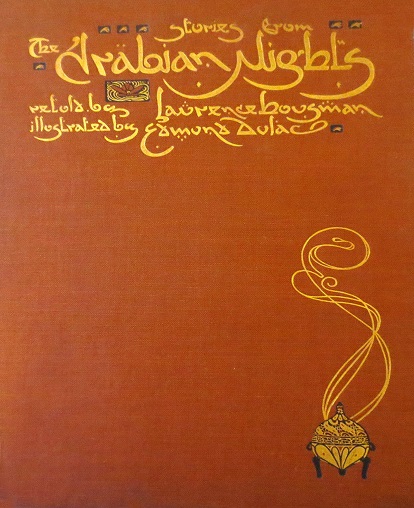 Stories from
The Arabian Nights
retold by Laurence Housman
illustrated by Edmund Dulac